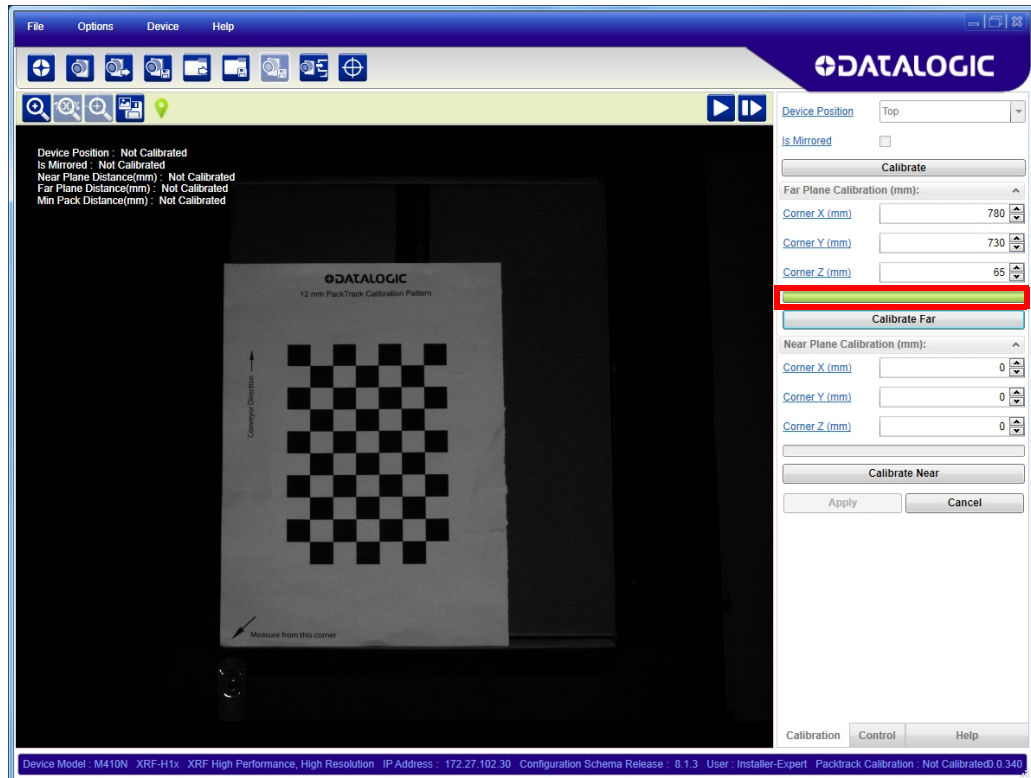 File Options Device Help
DATALOGIC
100%
Device Position : Not Calibrated
Is Mirrored : Not Calibrated
Near Plane Distance(mm) : Not Calibrated
Far Plane Distance(mm) : Not Calibrated
Min Pack Distance(mm) : Not Calibrated
DATALOGIC
12 mm PackTrack Calibration Pattern
Conveyor Direction
Measure from this corner
Device Position Top
Is Mirrored
Calibrate
Far Plane Calibration (mm):
Corner X (mm) 780
Corner Y (mm) 730
Corner Z (mm) 65
Calibrate Far
Near Plane Calibration (mm):
Corner X (mm) 0
Corner Y (mm) 0
Corner Z (mm) 0
Calibrate Near
Apply Cancel
Calibration Control Help
Device Model : M410N XRF-H1x XRF High Performance, High Resolution IP Address : 172.27.102.30 Configuration Schema Release : 8.1.3 User : Installer-Expert Packtrack Calibration : Not Calibrated0.0.340